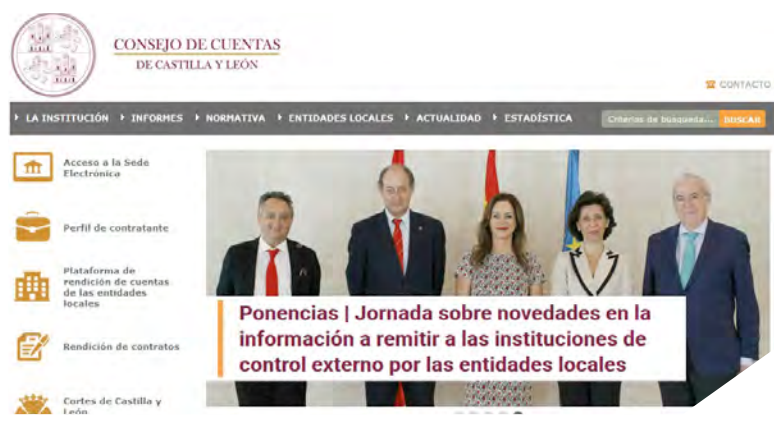 CONSEJO DE CUENTAS
DE CASTILLA Y LEÓN
CONTACTO
LA INSTITUCIÓN
INFORMES
NORMATIVA
ENTIDADES LOCALES
ACTUALIDAD
ESTADÍSTICA
Criterios de búsqueda...
BUSCAR
Acceso a la Sede
Electrónica
Perfil de contratante
Plataforma de
rendición de cuentas
de las entidades
locales
Rendición de contratos
Cortes de Castilla y
León
Ponencias | Jornada sobre novedades en la
información a remitir a las instituciones de
control externo por las entidades locales